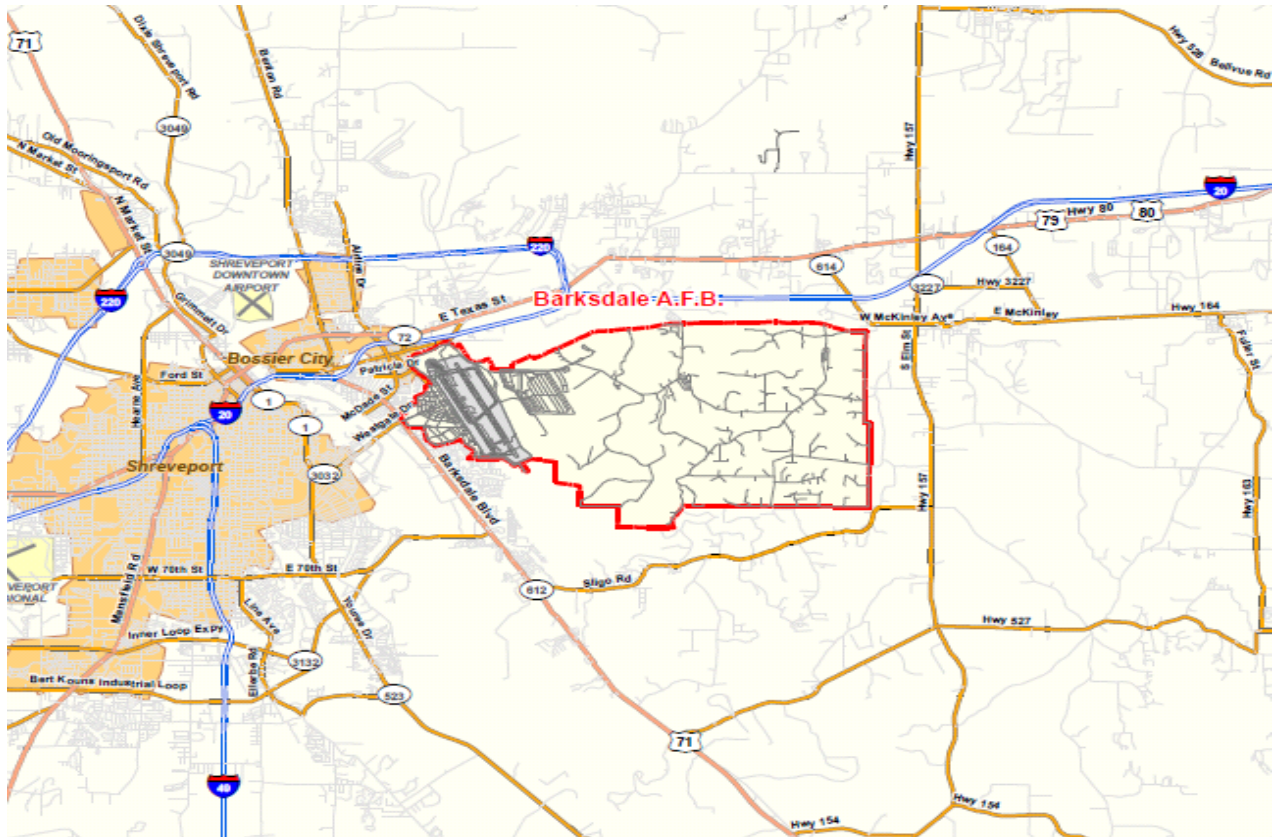 71
Dixie Shreveport Rd
Benton Rd
Hwy 528
Bellvue Rd
3049
Old Mooringsport Rd
N Market St
Hwy 157
20
Hwy 80
79
80
N Market St
3049
220
Airline Dr
164
SHREVEPORT
DOWNTOWN
AIRPORT
614
220
3227
Hwy 3227
Barksdale A.F.B.
Grimmett Dr
E Texas St
W McKinley Ave
E McKinley
Hwy 164
72
Bossier City
Patricia Dr
S Elm St
Fuller St
Ford St
Hearne Ave
McDade St
20
1
1
Westgate Dr
Shreveport
3032
Barksdale Blvd
Hwy 157
Hwy 163
W 70th St
E 70th St
Sligo Rd
612
Mansfield Rd
Line Ave
Youree Dr
Inner Loop Expy
Hwy 527
3132
Ellerbe Rd
Bert Kouns Industrial Loop
523
71
49
Hwy 154
Hwy 154